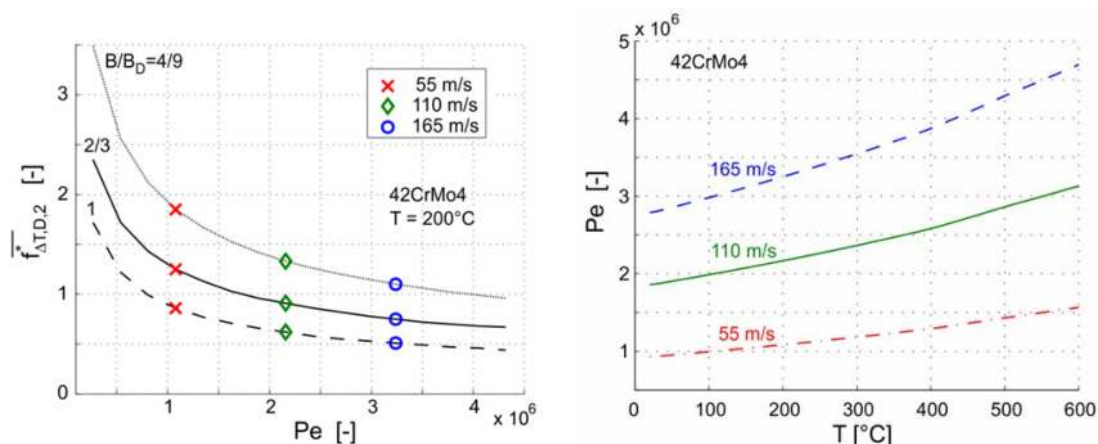 B/B_D=4/9
3
2/3
2
1
1
0
f*_ΔT,D,2 [-]
× 55 m/s
◇ 110 m/s
○ 165 m/s
42CrMo4
T = 200°C
1 2 3 4 × 10^6
Pe [-]
× 10^6
5
4
3
2
1
Pe [-]
42CrMo4
165 m/s
110 m/s
55 m/s
0 100 200 300 400 500 600
T [°C]